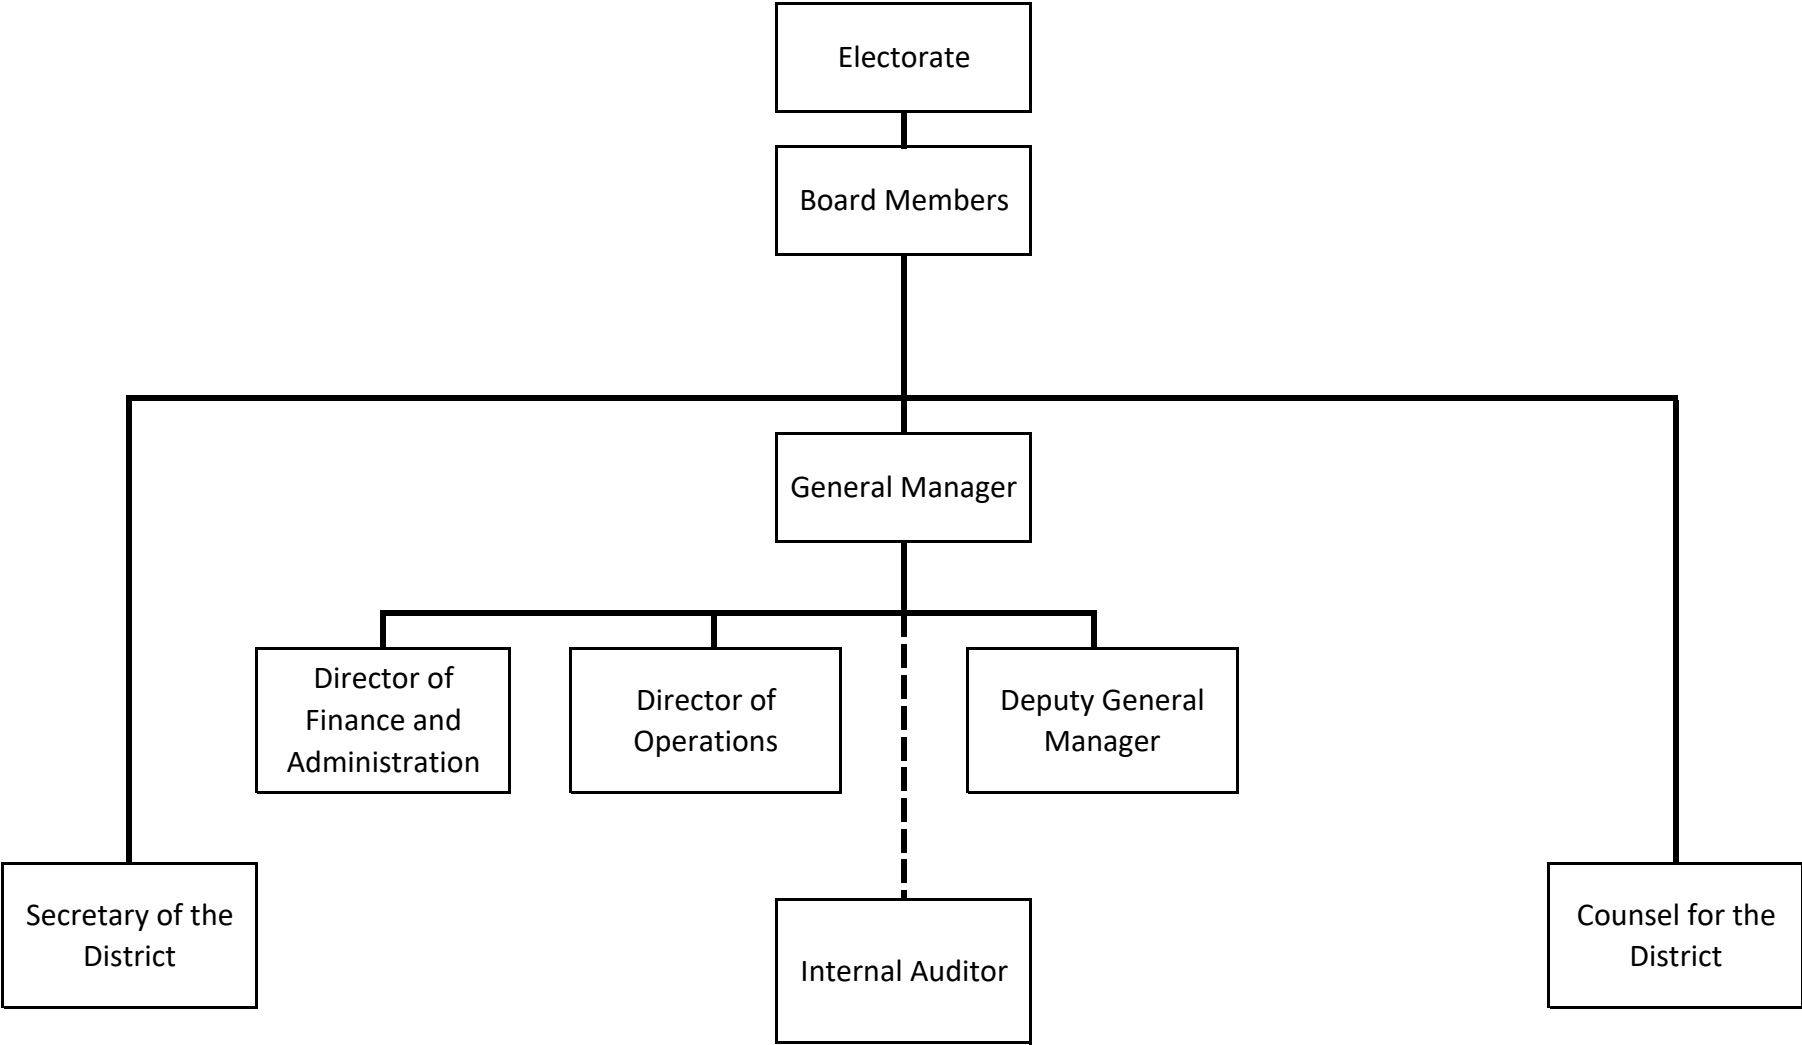 Electorate
Board Members
General Manager
Director of
Finance and
Administration
Director of
Operations
Deputy General
Manager
Secretary of the
District
Internal Auditor
Counsel for the
District